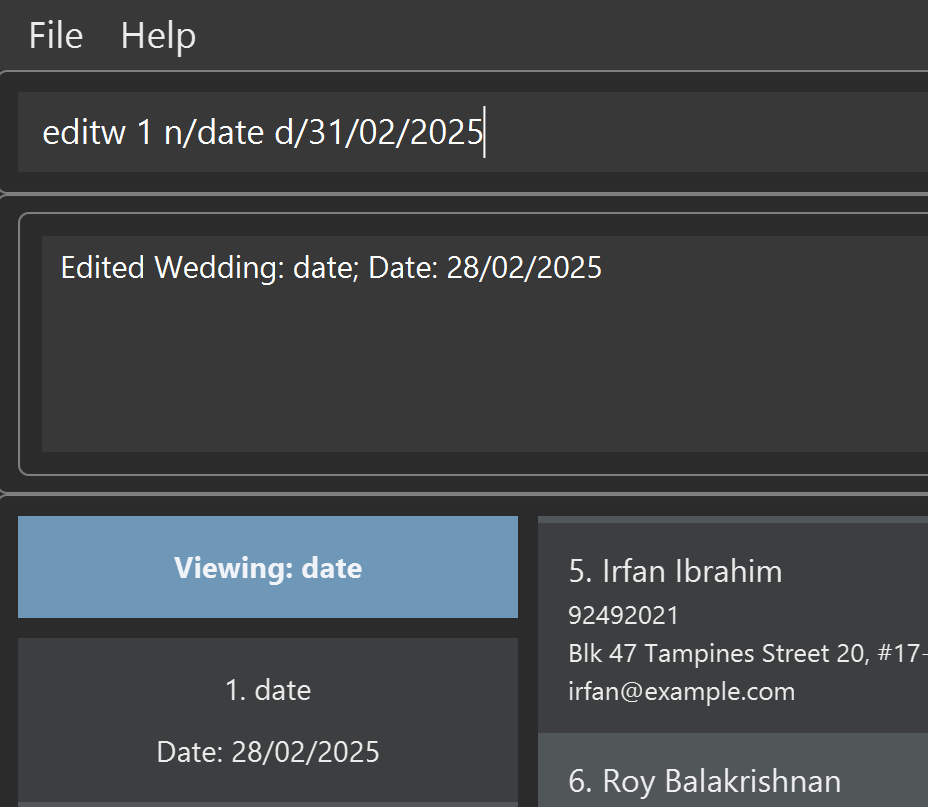 File Help
editw 1 n/date d/31/02/2025
Edited Wedding: date; Date: 28/02/2025
Viewing: date
1. date
Date: 28/02/2025
5. Irfan Ibrahim
92492021
Blk 47 Tampines Street 20, #17-
irfan@example.com
6. Roy Balakrishnan